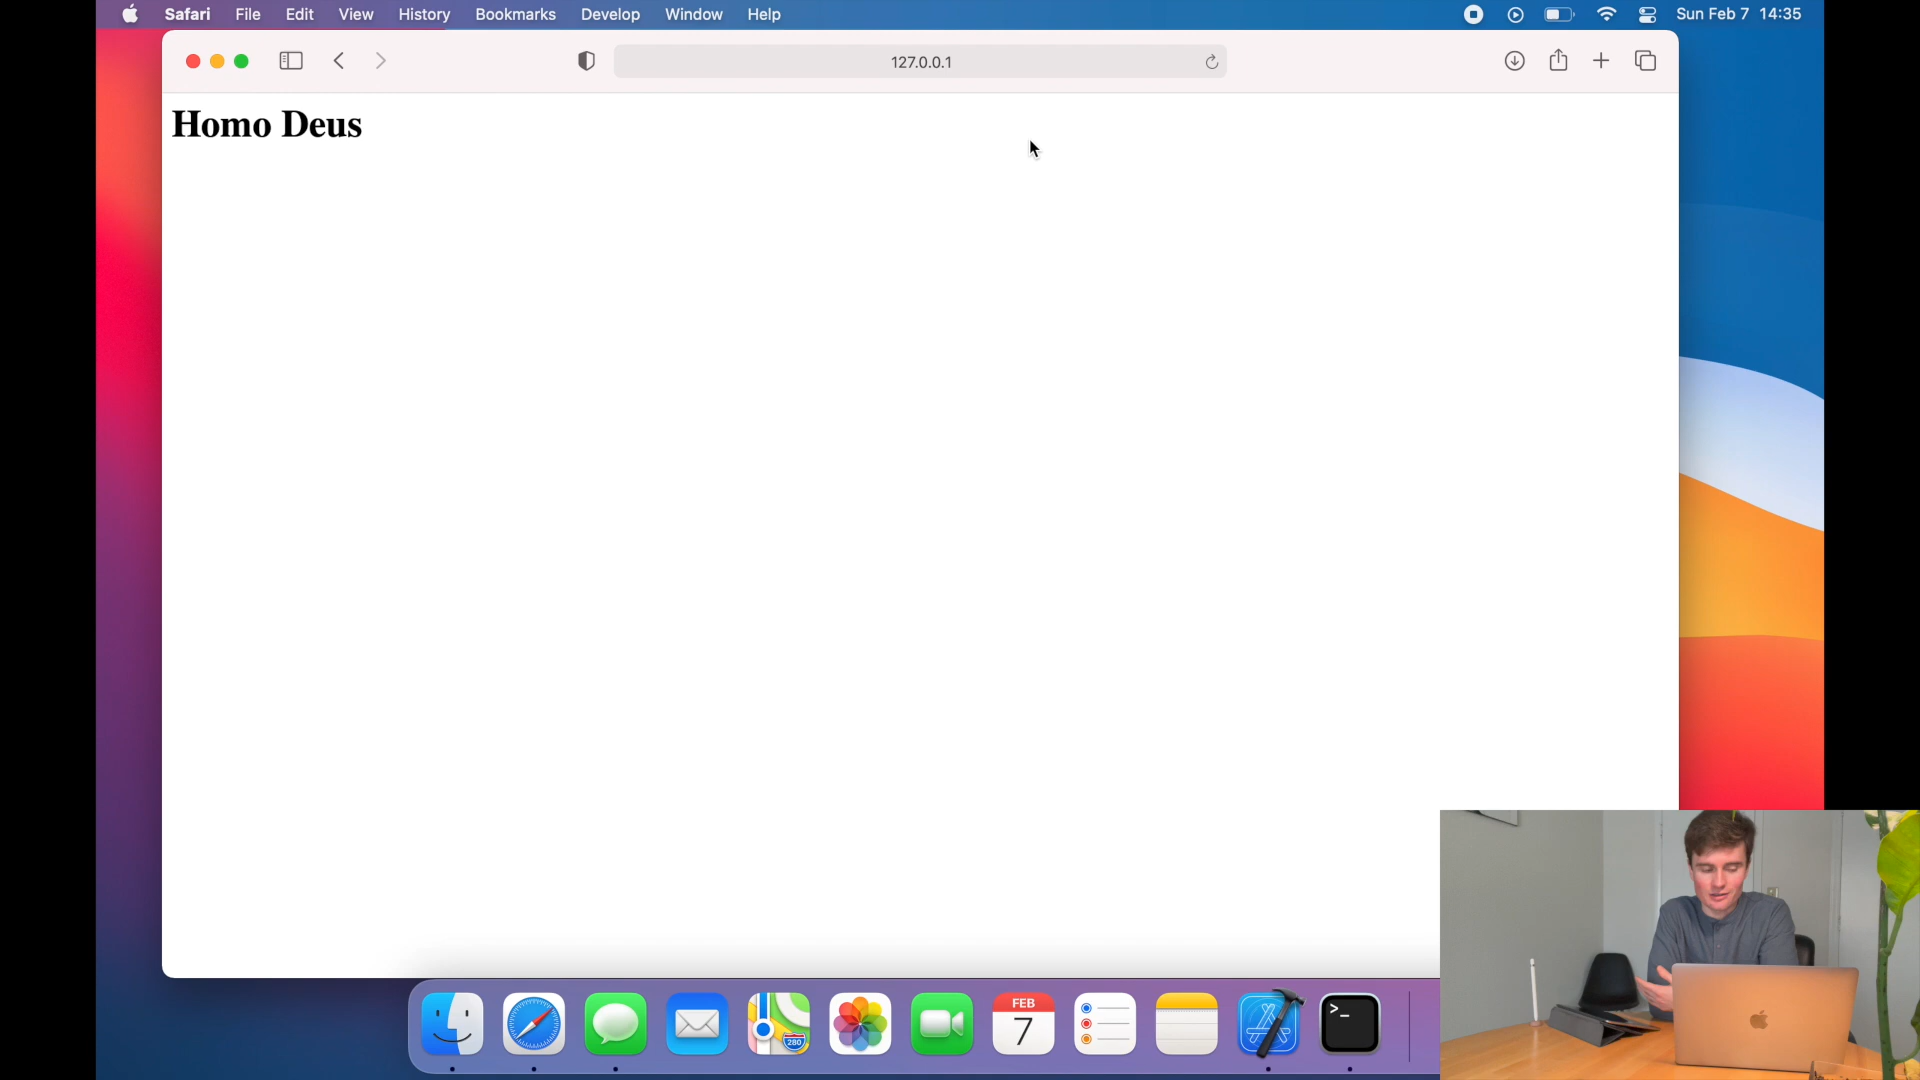 Safari File Edit View History Bookmarks Develop Window Help Sun Feb 7 14:35
127.0.0.1
Homo Deus
FEB
7
280
>_